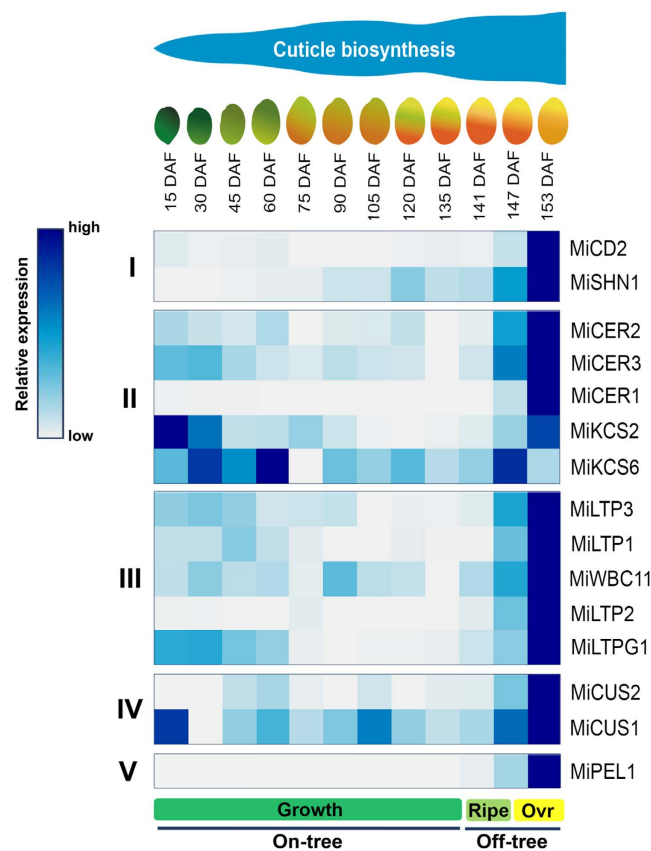 Cuticle biosynthesis
15 DAF
30 DAF
45 DAF
60 DAF
75 DAF
90 DAF
105 DAF
120 DAF
135 DAF
141 DAF
147 DAF
153 DAF
high
Relative expression
low
I
MiCD2
MiSHN1
II
MiCER2
MiCER3
MiCER1
MiKCS2
MiKCS6
III
MiLTP3
MiLTP1
MiWBC11
MiLTP2
MiLTPG1
IV
MiCUS2
MiCUS1
V
MiPEL1
Growth Ripe Ovr
On-tree Off-tree